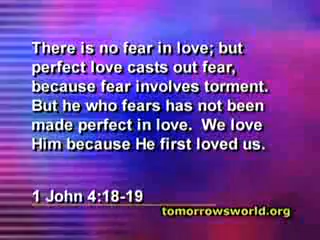 There is no fear in love; but
perfect love casts out fear,
because fear involves torment.
But he who fears has not been
made perfect in love.  We love
Him because He first loved us.
1 John 4:18-19
tomorrowsworld.org